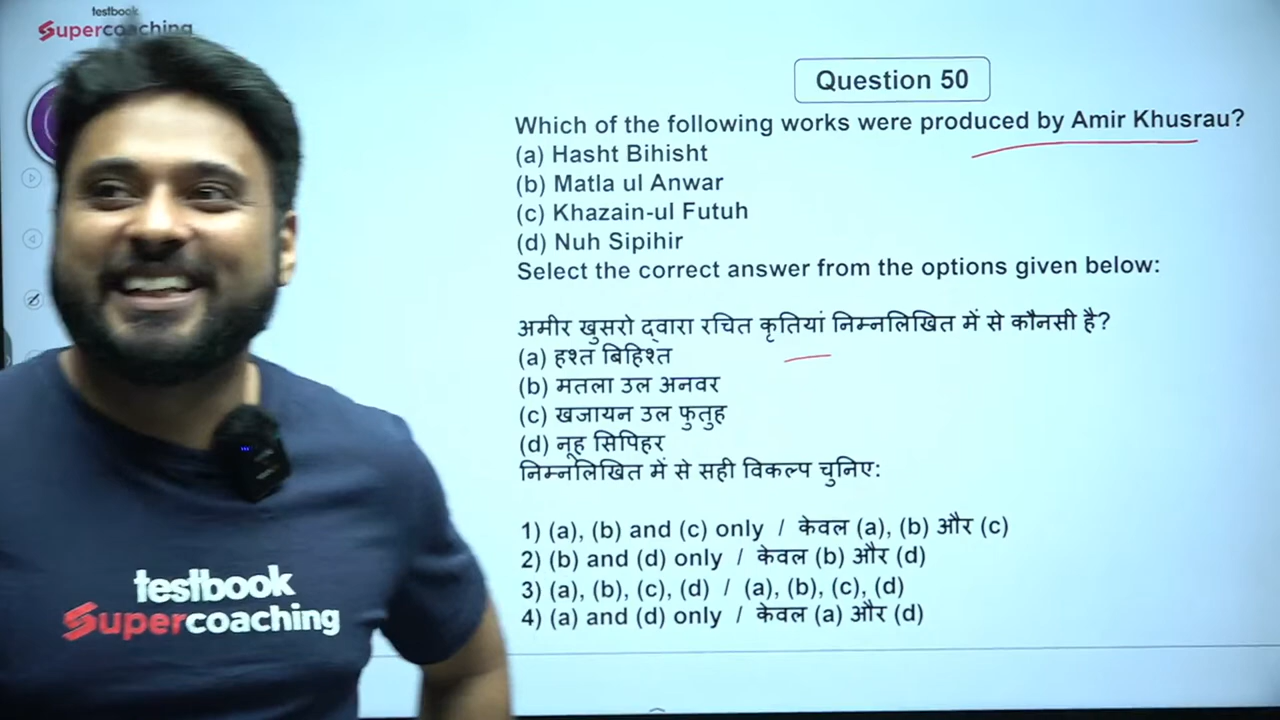 testbook
Supercoaching
Question 50
Which of the following works were produced by Amir Khusrau?
(a) Hasht Bihisht
(b) Matla ul Anwar
(c) Khazain-ul Futuh
(d) Nuh Sipihir
Select the correct answer from the options given below:
अमीर खुसरो द्वारा रचित कृतियां निम्नलिखित में से कौनसी है?
(a) हश्त बिहिश्त
(b) मतला उल अनवर
(c) खजायन उल फुतुह
(d) नूह सिपिहर
निम्नलिखित में से सही विकल्प चुनिए:
1) (a), (b) and (c) only / केवल (a), (b) और (c)
2) (b) and (d) only / केवल (b) और (d)
3) (a), (b), (c), (d) / (a), (b), (c), (d)
4) (a) and (d) only / केवल (a) और (d)
testbook
Supercoaching